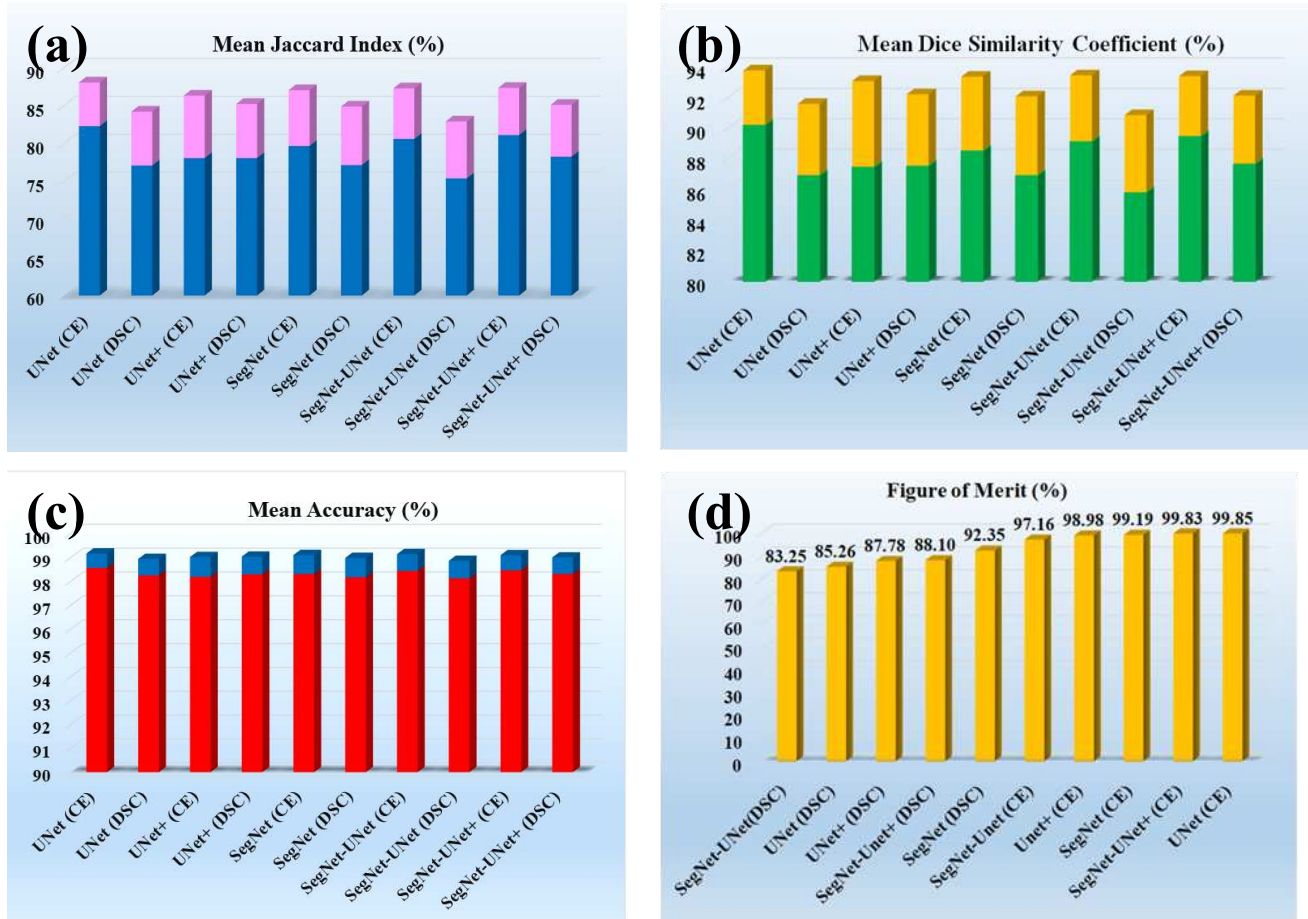 (a)
Mean Jaccard Index (%)
90
85
80
75
70
65
60
UNet (CE)
UNet (DSC)
UNet+ (CE)
UNet+ (DSC)
SegNet (CE)
SegNet (DSC)
SegNet-UNet (CE)
SegNet-UNet (DSC)
SegNet-UNet+ (CE)
SegNet-UNet+ (DSC)
(b)
Mean Dice Similarity Coefficient (%)
94
92
90
88
86
84
82
80
UNet (CE)
UNet (DSC)
UNet+ (CE)
UNet+ (DSC)
SegNet (CE)
SegNet (DSC)
SegNet-UNet (CE)
SegNet-UNet (DSC)
SegNet-UNet+ (CE)
SegNet-UNet+ (DSC)
(c)
Mean Accuracy (%)
100
99
98
97
96
95
94
93
92
91
90
UNet (CE)
UNet (DSC)
UNet+ (CE)
UNet+ (DSC)
SegNet (CE)
SegNet (DSC)
SegNet-UNet (CE)
SegNet-UNet (DSC)
SegNet-UNet+ (CE)
SegNet-UNet+ (DSC)
(d)
Figure of Merit (%)
83.25 85.26 87.78 88.10 92.35 97.16 98.98 99.19 99.83 99.85
100
90
80
70
60
50
40
30
20
10
0
SegNet-UNet(DSC)
UNet (DSC)
UNet+ (DSC)
SegNet-Unet+ (DSC)
SegNet (DSC)
SegNet-Unet (CE)
Unet+ (CE)
SegNet (CE)
SegNet-UNet+ (CE)
UNet (CE)